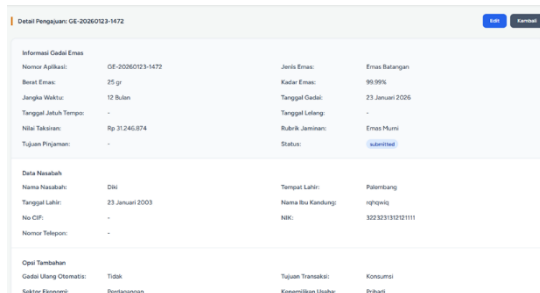 Detail Pengajuan: GE-20260123-1472
Edit
Kembali
Informasi Gadai Emas
Nomor Aplikasi: GE-20260123-1472 Jenis Emas: Emas Batangan
Berat Emas: 25 gr Kadar Emas: 99.99%
Jangka Waktu: 12 Bulan Tanggal Gadai: 23 Januari 2026
Tanggal Jatuh Tempo: - Tanggal Lelang: -
Nilai Taksiran: Rp 31,246,874 Rubrik Jaminan: Emas Murni
Tujuan Pinjaman: - Status: submitted
Data Nasabah
Nama Nasabah: Diki Tempat Lahir: Palembang
Tanggal Lahir: 23 Januari 2003 Nama Ibu Kandung: rqhqwiq
No CIF: - NIK: 3223231312121111
Nomor Telepon: -
Opsi Tambahan
Gadai Ulang Otomatis: Tidak Tujuan Transaksi: Konsumsi
Sektor Ekonomi: Perdagangan Kepemilikan Usaha: Pribadi